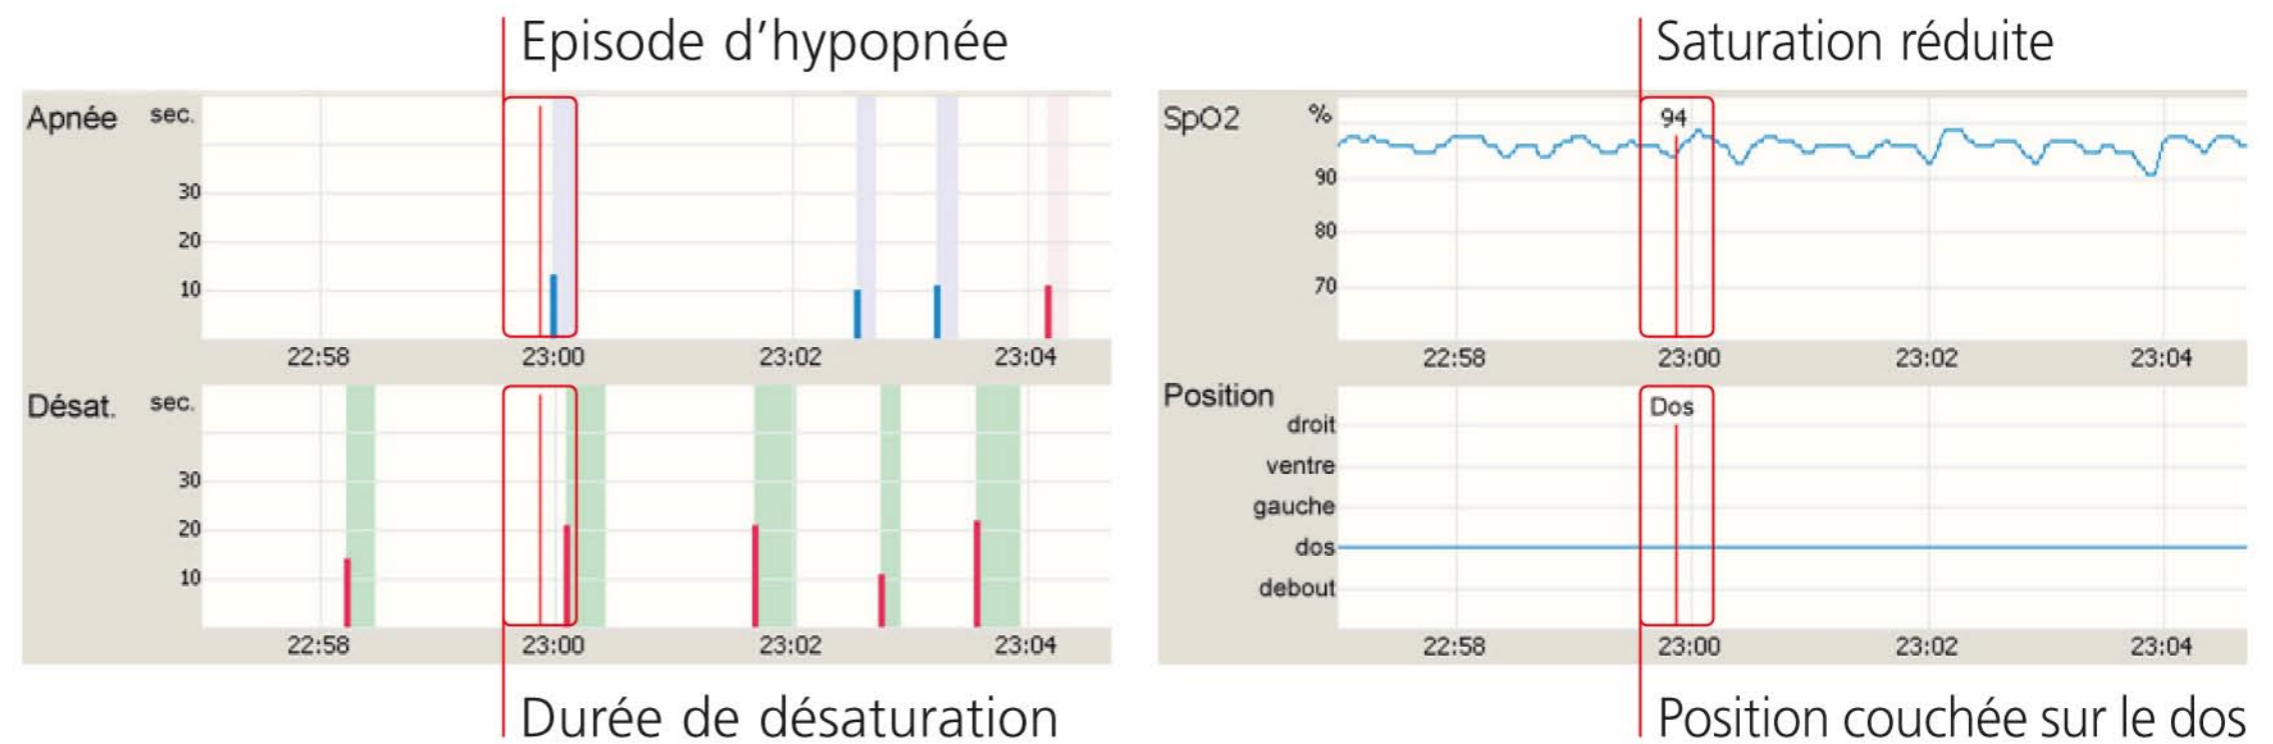 Episode d'hypopnée
Apnée sec.
30
20
10
22:58 23:00 23:02 23:04
Désat. sec.
30
20
10
22:58 23:00 23:02 23:04
Durée de désaturation
Saturation réduite
SpO2 %
94
90
80
70
22:58 23:00 23:02 23:04
Position
Dos
droit
ventre
gauche
dos
debout
22:58 23:00 23:02 23:04
Position couchée sur le dos